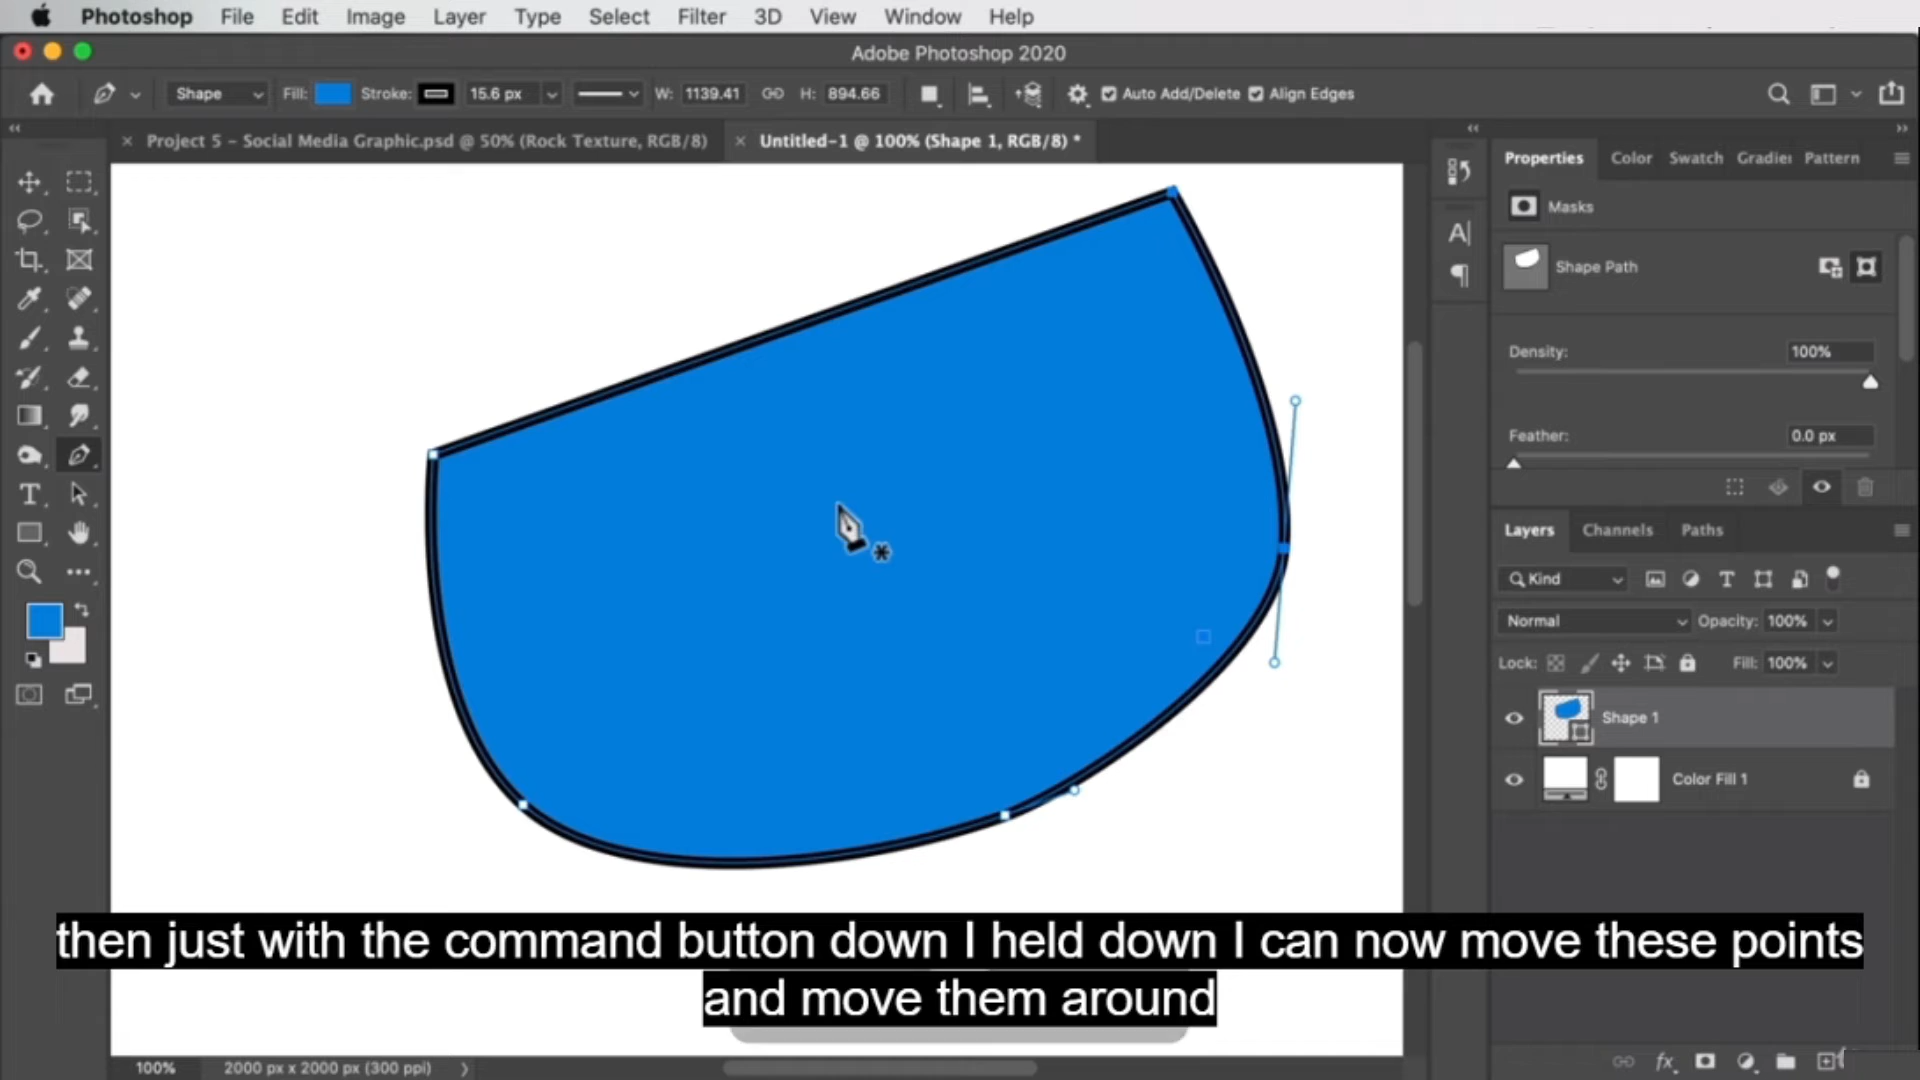 Photoshop File Edit Image Layer Type Select Filter 3D View Window Help
Adobe Photoshop 2020
Shape Fill: Stroke: 15.6 px W: 1139.41 H: 894.66 Auto Add/Delete Align Edges
Project 5 - Social Media Graphic.psd @ 50% (Rock Texture, RGB/8) Untitled-1 @ 100% (Shape 1, RGB/8) *
Properties Color Swatch Gradie Pattern
Masks
Shape Path
Density: 100%
Feather: 0.0 px
Layers Channels Paths
Kind
Normal Opacity: 100%
Lock: Fill: 100%
Shape 1
Color Fill 1
then just with the command button down I held down I can now move these points
and move them around
100% 2000 px x 2000 px (300 ppi)